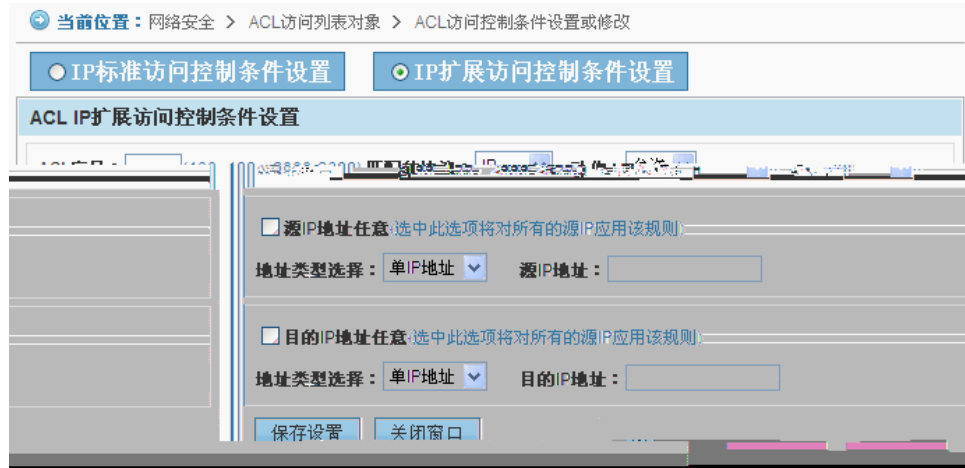 当前位置：网络安全 > ACL访问列表对象 > ACL访问控制条件设置或修改
IP标准访问控制条件设置 IP扩展访问控制条件设置
ACL IP扩展访问控制条件设置
源IP地址任意(选中此选项将对所有的源IP应用该规则)
地址类型选择： 单IP地址 源IP地址：
目的IP地址任意(选中此选项将对所有的源IP应用该规则)
地址类型选择： 单IP地址 目的IP地址：
保存设置 关闭窗口